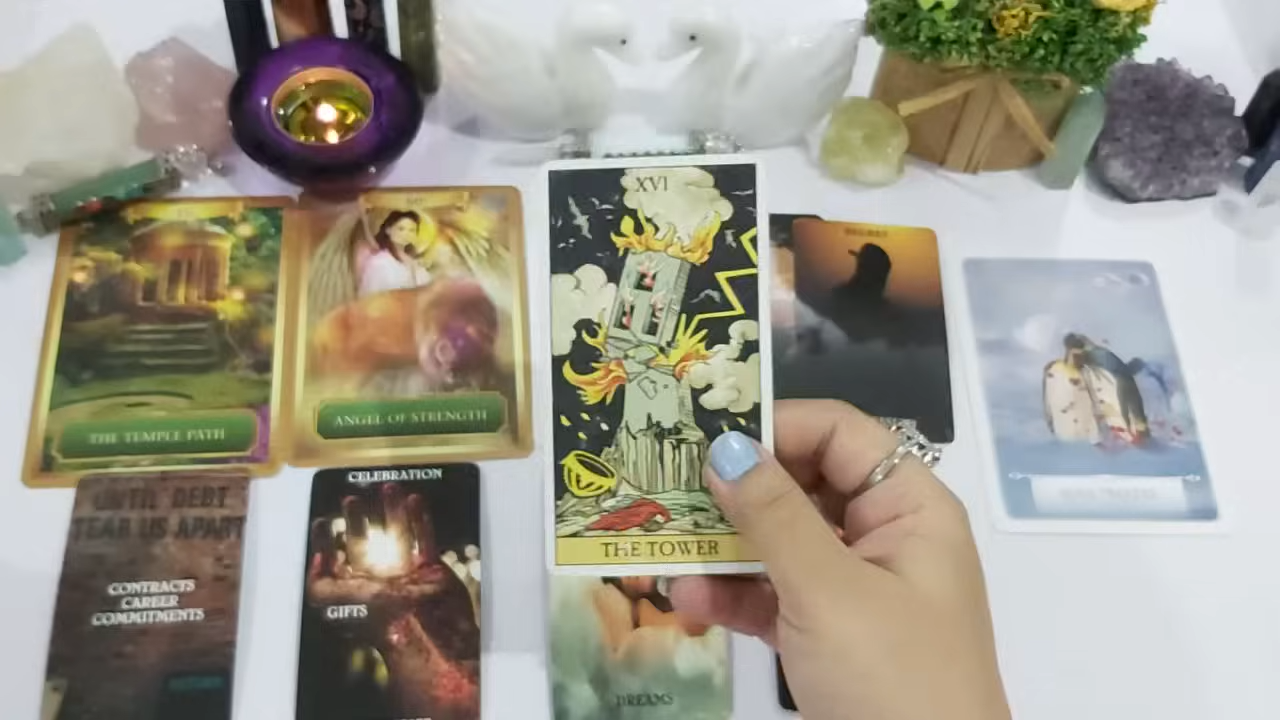 XVI
THE TEMPLE PATH
ANGEL OF STRENGTH
SECRET
THE TOWER
UNTIL DEBT
TEAR US APART
CONTRACTS
CAREER
COMMITMENTS
CELEBRATION
GIFTS
DREAMS